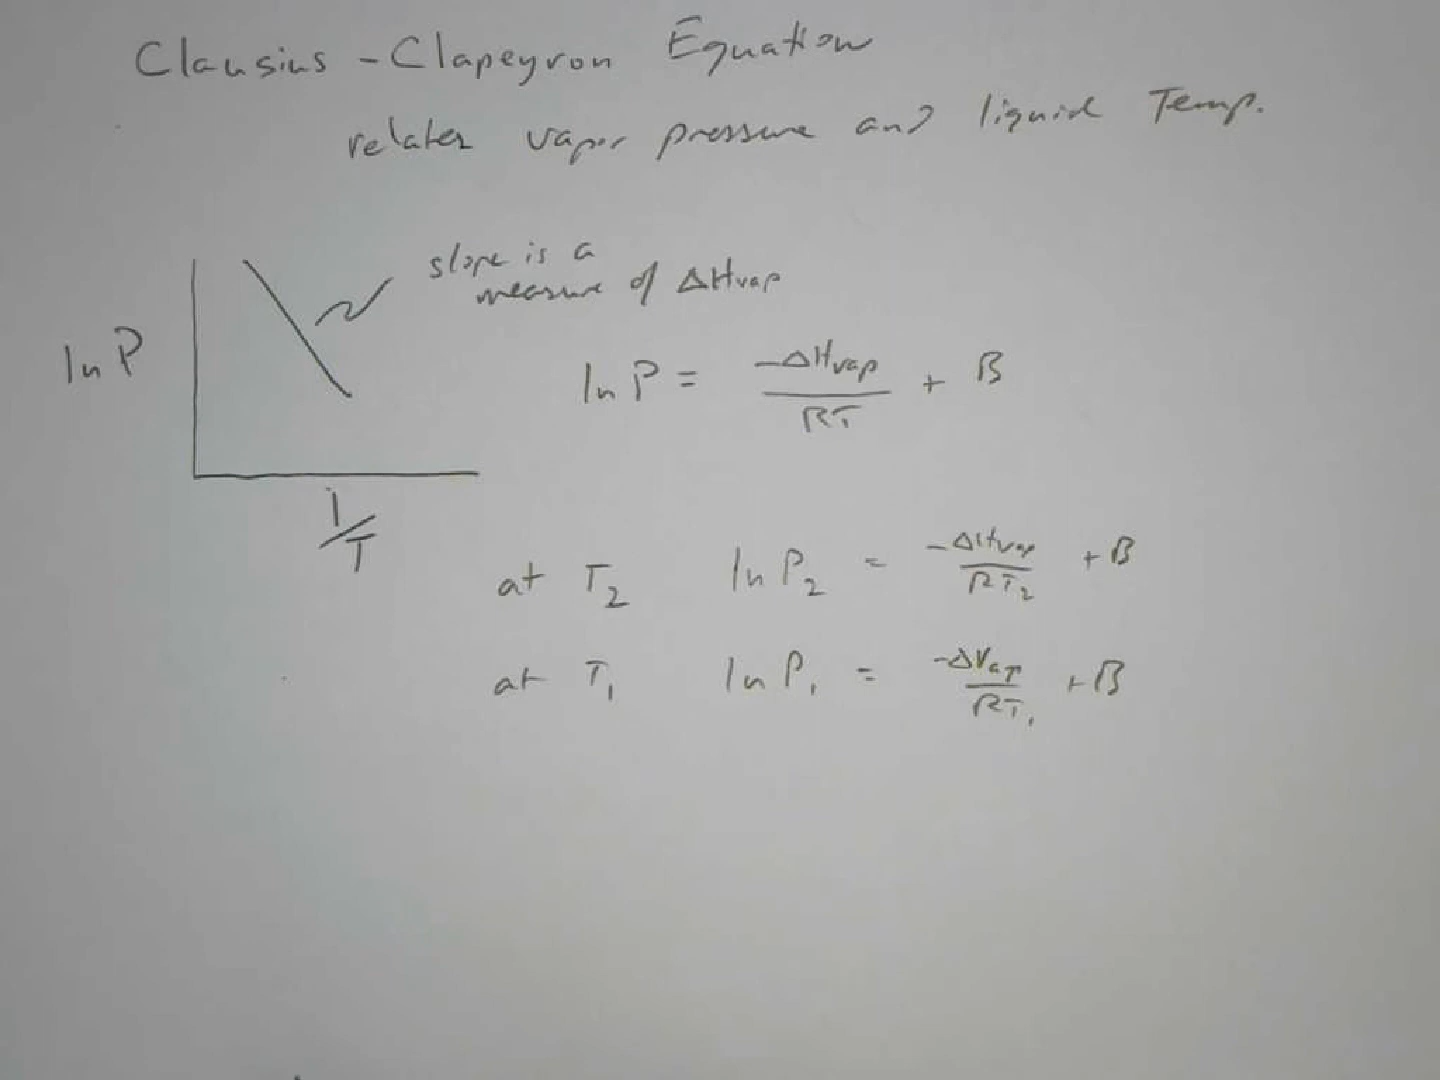 Clausius - Clapeyron Equation
relates vapor pressure and liquid Temp.
slope is a
measure of ΔHvap
ln P
ln P = -ΔHvap/RT + B
1/T
at T₂ ln P₂ = -ΔHvap/RT₂ + B
at T₁ ln P₁ = -ΔVap/RT₁ + B